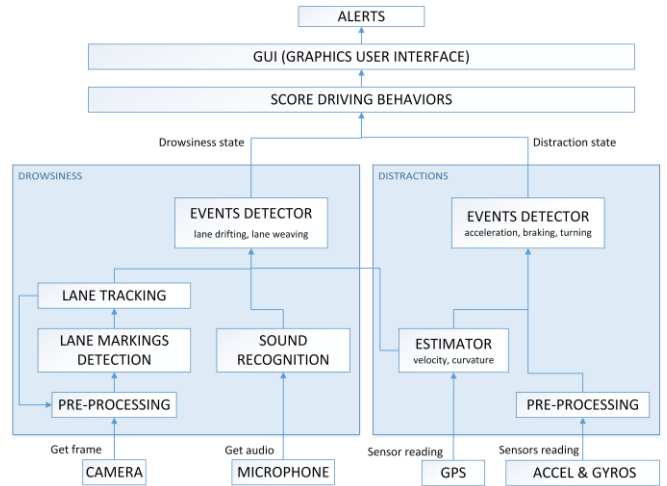 ALERTS
GUI (GRAPHICS USER INTERFACE)
SCORE DRIVING BEHAVIORS
Drowsiness state
Distraction state
DROWSINESS
DISTRACTIONS
EVENTS DETECTOR
lane drifting, lane weaving
EVENTS DETECTOR
acceleration, braking, turning
LANE TRACKING
LANE MARKINGS
DETECTION
SOUND
RECOGNITION
ESTIMATOR
velocity, curvature
PRE-PROCESSING
PRE-PROCESSING
Get frame
Get audio
Sensor reading
Sensors reading
CAMERA
MICROPHONE
GPS
ACCEL & GYROS